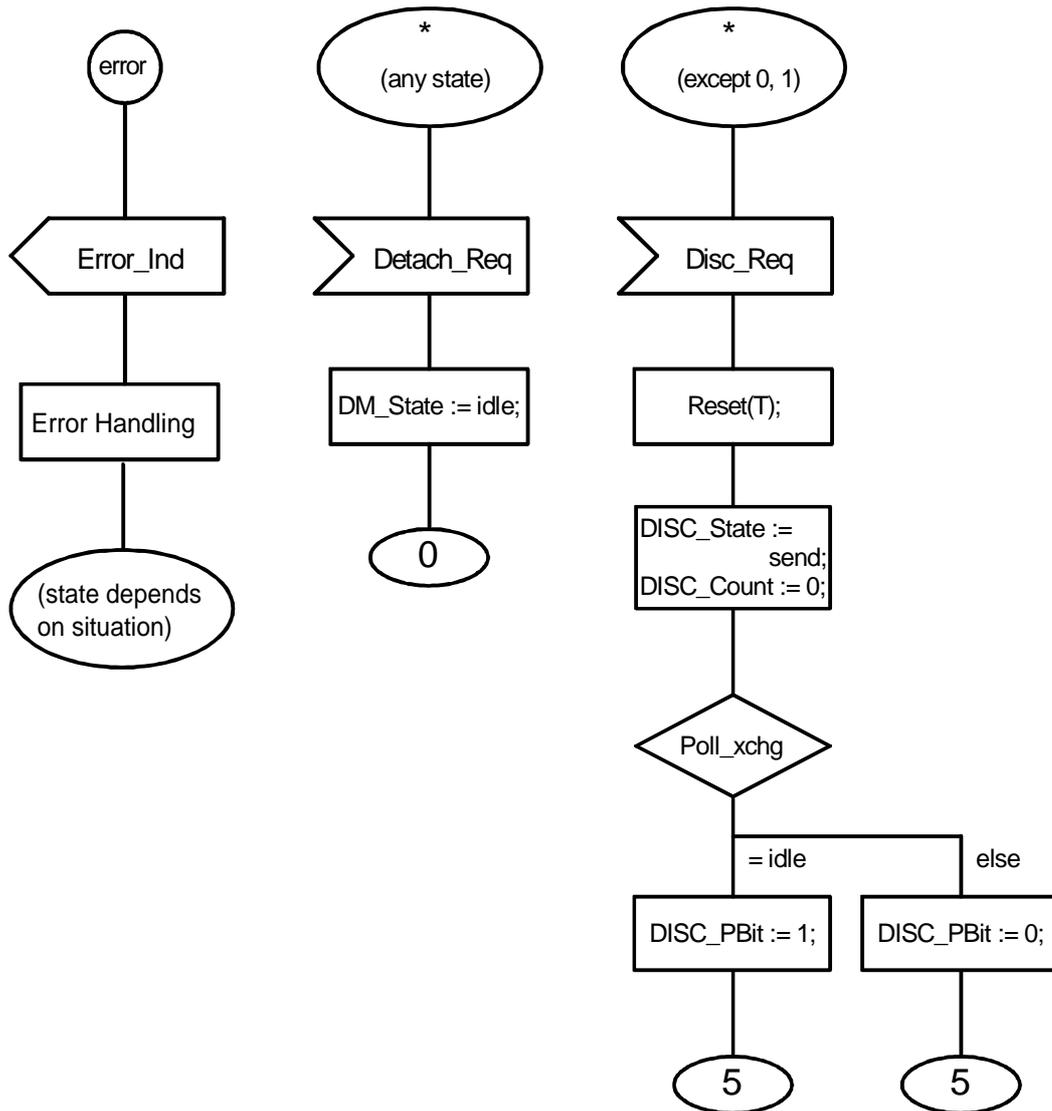 error
Error_Ind
Error Handling
(state depends
on situation)
*
(any state)
Detach_Req
DM_State := idle;
0
*
(except 0, 1)
Disc_Req
Reset(T);
DISC_State :=
send;
DISC_Count := 0;
Poll_xchg
= idle
else
DISC_PBit := 1;
DISC_PBit := 0;
5
5